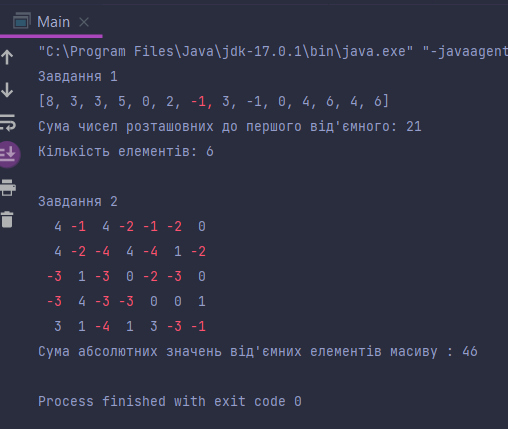 Main
"C:\Program Files\Java\jdk-17.0.1\bin\java.exe" "-javaagent
Завдання 1
[8, 3, 3, 5, 0, 2, -1, 3, -1, 0, 4, 6, 4, 6]
Сума чисел розташовних до першого від'ємного: 21
Кількість елементів: 6
Завдання 2
4 -1 4 -2 -1 -2 0
4 -2 -4 4 -4 1 -2
-3 1 -3 0 -2 -3 0
-3 4 -3 -3 0 0 1
3 1 -4 1 3 -3 -1
Сума абсолютних значень від'ємних елементів масиву : 46
Process finished with exit code 0